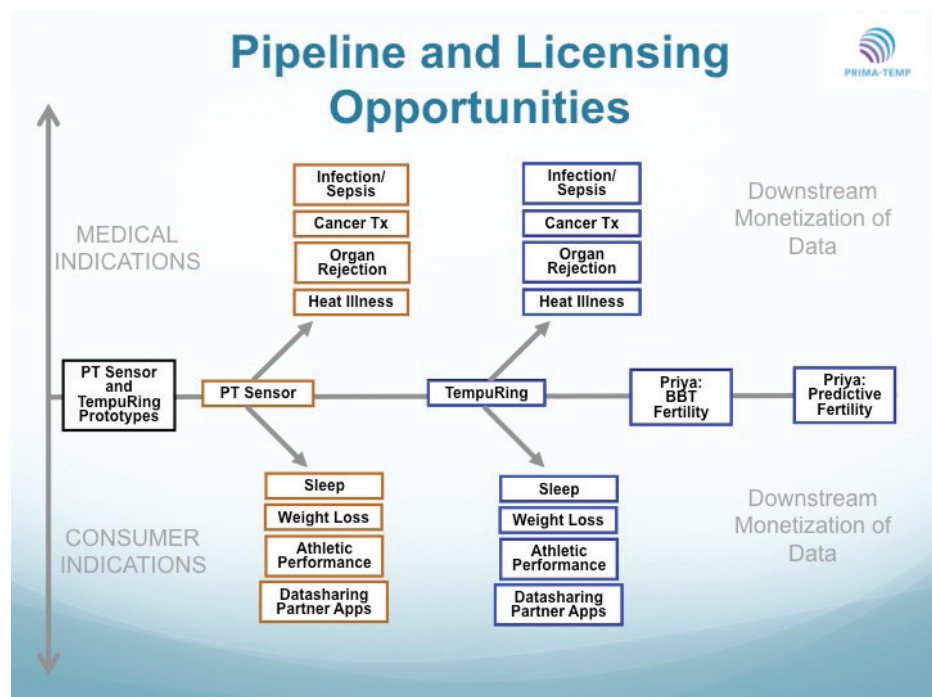 Pipeline and Licensing
Opportunities
PRIMA-TEMP
MEDICAL
INDICATIONS
Infection/
Sepsis
Cancer Tx
Organ
Rejection
Heat Illness
Infection/
Sepsis
Cancer Tx
Organ
Rejection
Heat Illness
Downstream
Monetization of
Data
PT Sensor
and
TempuRing
Prototypes
PT Sensor
TempuRing
Priya:
BBT
Fertility
Priya:
Predictive
Fertility
CONSUMER
INDICATIONS
Sleep
Weight Loss
Athletic
Performance
Datasharing
Partner Apps
Sleep
Weight Loss
Athletic
Performance
Datasharing
Partner Apps
Downstream
Monetization of
Data